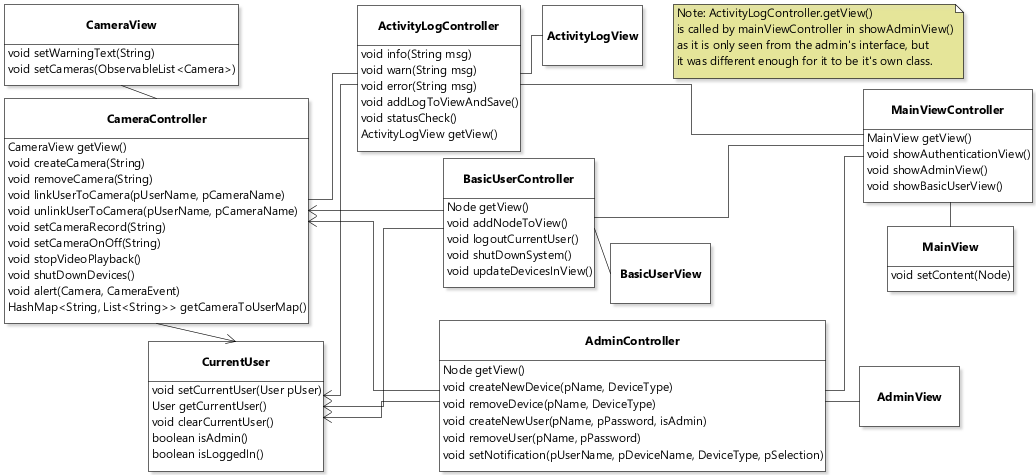 CameraView
void setWarningText(String)
void setCameras(ObservableList<Camera>)
ActivityLogController
void info(String msg)
void warn(String msg)
void error(String msg)
void addLogToViewAndSave()
void statusCheck()
ActivityLogView getView()
ActivityLogView
Note: ActivityLogController.getView()
is called by mainViewController in showAdminView()
as it is only seen from the admin's interface, but
it was different enough for it to be it's own class.
CameraController
CameraView getView()
void createCamera(String)
void removeCamera(String)
void linkUserToCamera(pUserName, pCameraName)
void unlinkUserToCamera(pUserName, pCameraName)
void setCameraRecord(String)
void setCameraOnOff(String)
void stopVideoPlayback()
void shutDownDevices()
void alert(Camera, CameraEvent)
HashMap<String, List<String>> getCameraToUserMap()
MainViewController
MainView getView()
void showAuthenticationView()
void showAdminView()
void showBasicUserView()
BasicUserController
Node getView()
void addNodeToView()
void logoutCurrentUser()
void shutDownSystem()
void updateDevicesInView()
BasicUserView
MainView
void setContent(Node)
CurrentUser
void setCurrentUser(User pUser)
User getCurrentUser()
void clearCurrentUser()
boolean isAdmin()
boolean isLoggedIn()
AdminController
Node getView()
void createNewDevice(pName, DeviceType)
void removeDevice(pName, DeviceType)
void createNewUser(pName, pPassword, isAdmin)
void removeUser(pName, pPassword)
void setNotification(pUserName, pDeviceName, DeviceType, pSelection)
AdminView